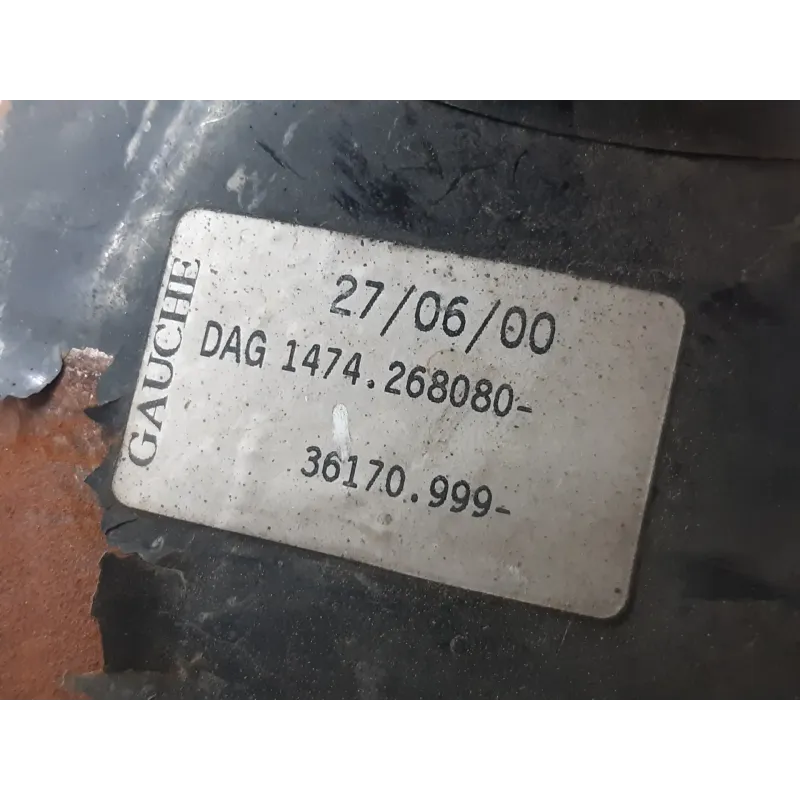 GAUCHE
27/06/00
DAG 1474.268080-
36170.999-